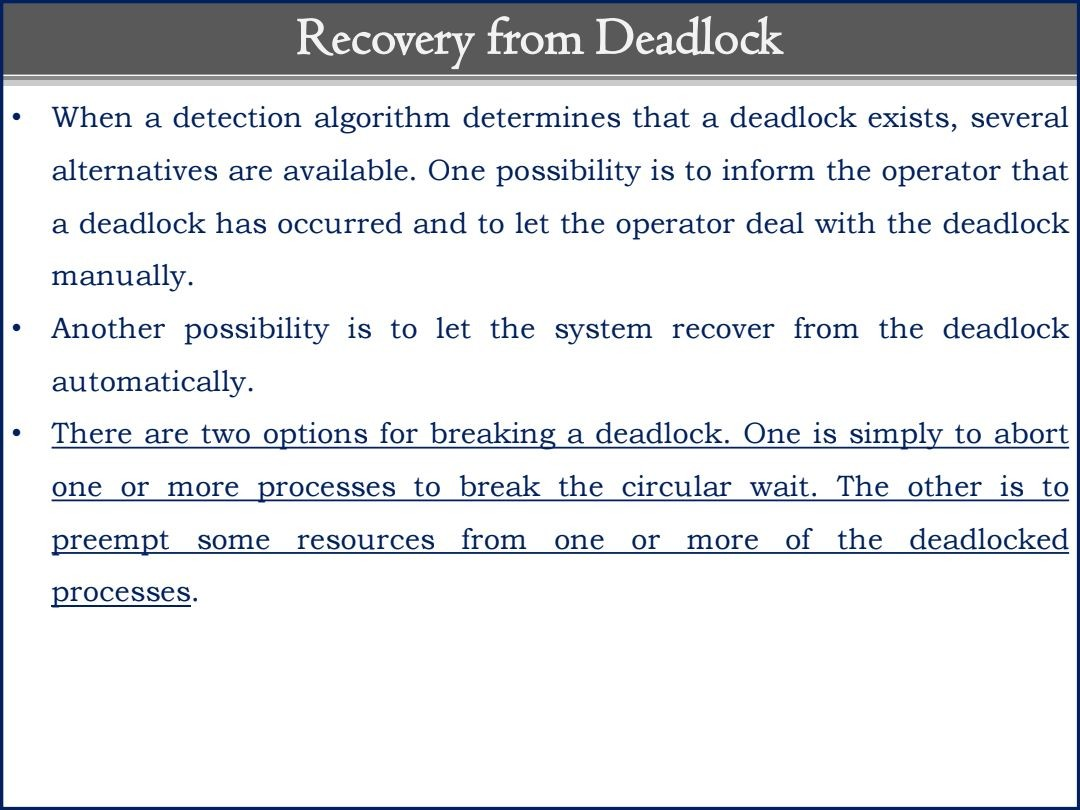 Recovery from Deadlock
• When a detection algorithm determines that a deadlock exists, several
alternatives are available. One possibility is to inform the operator that
a deadlock has occurred and to let the operator deal with the deadlock
manually.
• Another possibility is to let the system recover from the deadlock
automatically.
• There are two options for breaking a deadlock. One is simply to abort
one or more processes to break the circular wait. The other is to
preempt some resources from one or more of the deadlocked
processes.